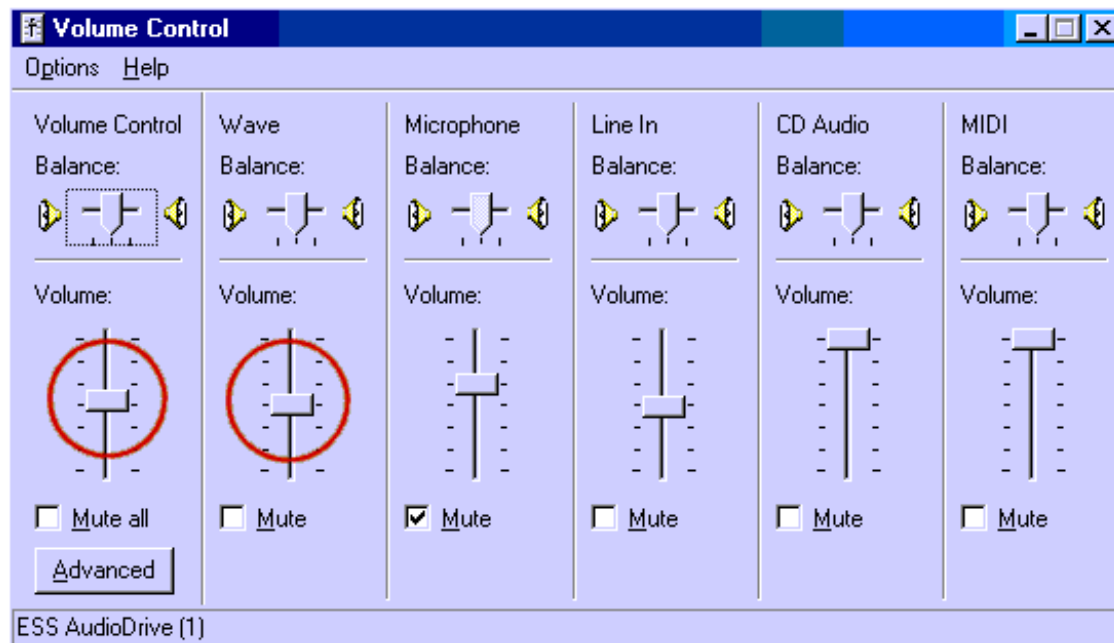 Volume Control
Options Help
Volume Control Wave Microphone Line In CD Audio MIDI
Balance: Balance: Balance: Balance: Balance: Balance:
Volume: Volume: Volume: Volume: Volume: Volume:
Mute all Mute Mute Mute Mute Mute
Advanced
ESS AudioDrive (1)